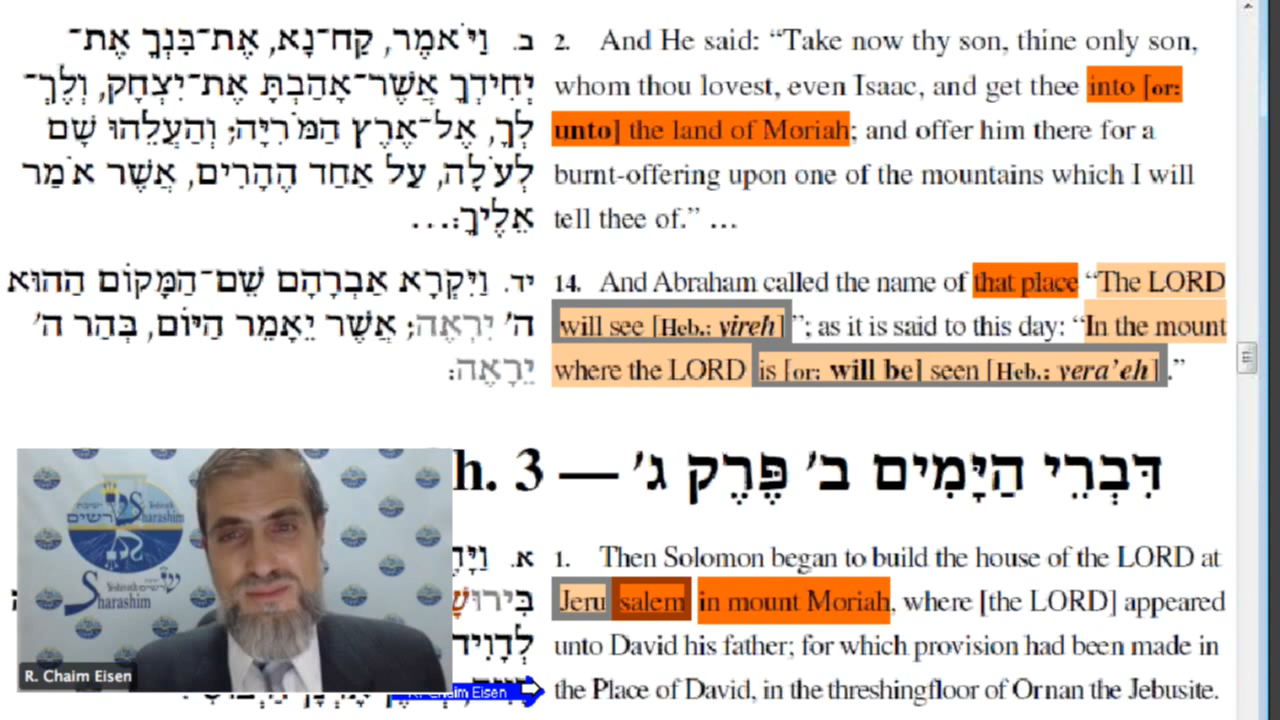 ב. וַיֹּאמֶר, קַח־נָא, אֶת־בִּנְךָ אֶת־
יְחִידְךָ אֲשֶׁר־אָהַבְתָּ אֶת־יִצְחָק, וְלֶךְ־
לְךָ, אֶל־אֶרֶץ הַמֹּרִיָּה; וְהַעֲלֵהוּ שָׁם
לְעֹלָה, עַל אַחַד הֶהָרִים, אֲשֶׁר אֹמַר
אֵלֶיךָ:...
2. And He said: “Take now thy son, thine only son,
whom thou lovest, even Isaac, and get thee into [or:
unto] the land of Moriah; and offer him there for a
burnt-offering upon one of the mountains which I will
tell thee of.” …
יד. וַיִּקְרָא אַבְרָהָם שֵׁם־הַמָּקוֹם הַהוּא
ה' יִרְאֶה; אֲשֶׁר יֵאָמֵר הַיּוֹם, בְּהַר ה'
יֵרָאֶה:
14. And Abraham called the name of that place “The LORD
will see [Heb.: yireh]”; as it is said to this day: “In the mount
where the LORD is [or: will be] seen [Heb.: yera’eh].”
h. 3 — דִּבְרֵי הַיָּמִים ב' פֶּרֶק ג'
א.
1. Then Solomon began to build the house of the LORD at
Jerusalem in mount Moriah, where [the LORD] appeared
unto David his father; for which provision had been made in
the Place of David, in the threshingfloor of Ornan the Jebusite.
Yeshivath Sharashim
R. Chaim Eisen
R. Chaim Eisen